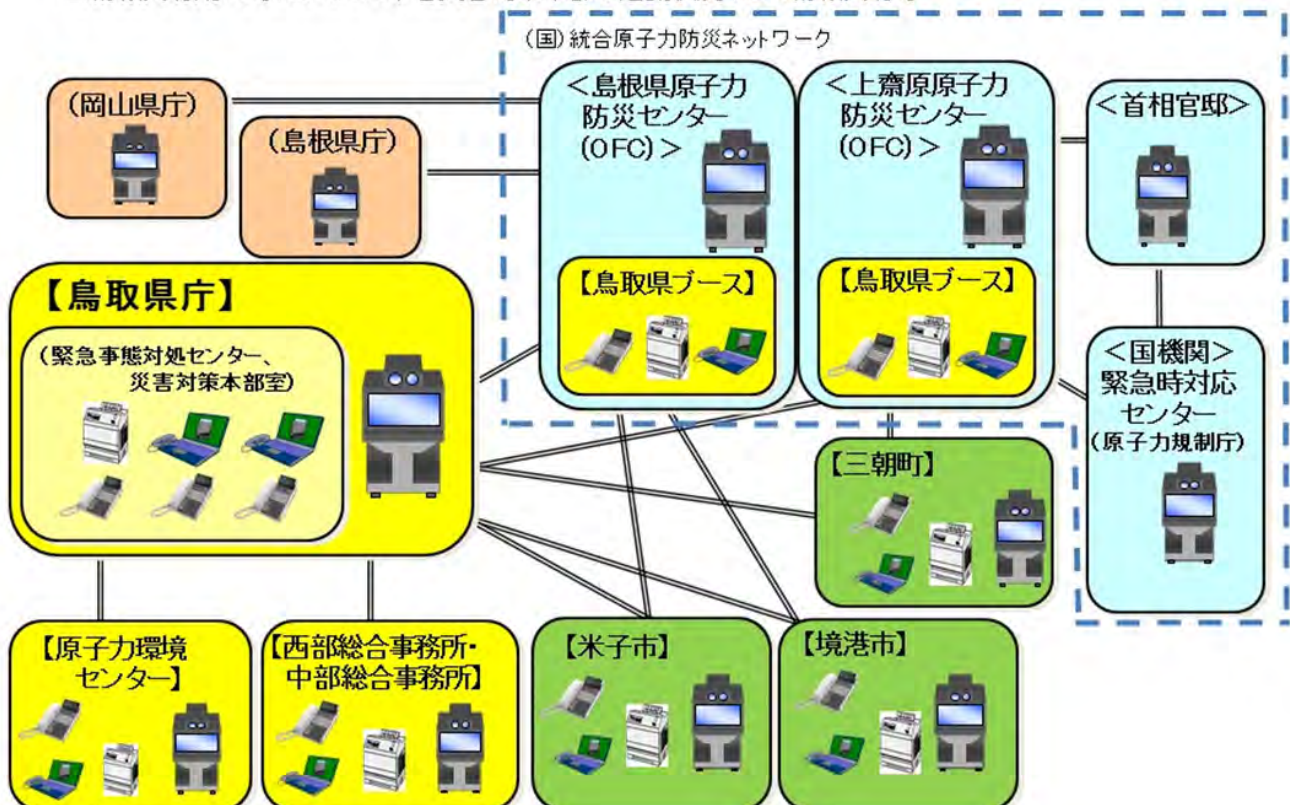 (国)統合原子力防災ネットワーク
(岡山県庁)
(島根県庁)
<島根県原子力
防災センター
(OFC)>
<上齋原原子力
防災センター
(OFC)>
<首相官邸>
【鳥取県庁】
(緊急事態対処センター、
災害対策本部室)
【鳥取県ブース】
【鳥取県ブース】
<国機関>
緊急時対応
センター
(原子力規制庁)
【三朝町】
【原子力環境
センター】
【西部総合事務所・
中部総合事務所】
【米子市】
【境港市】